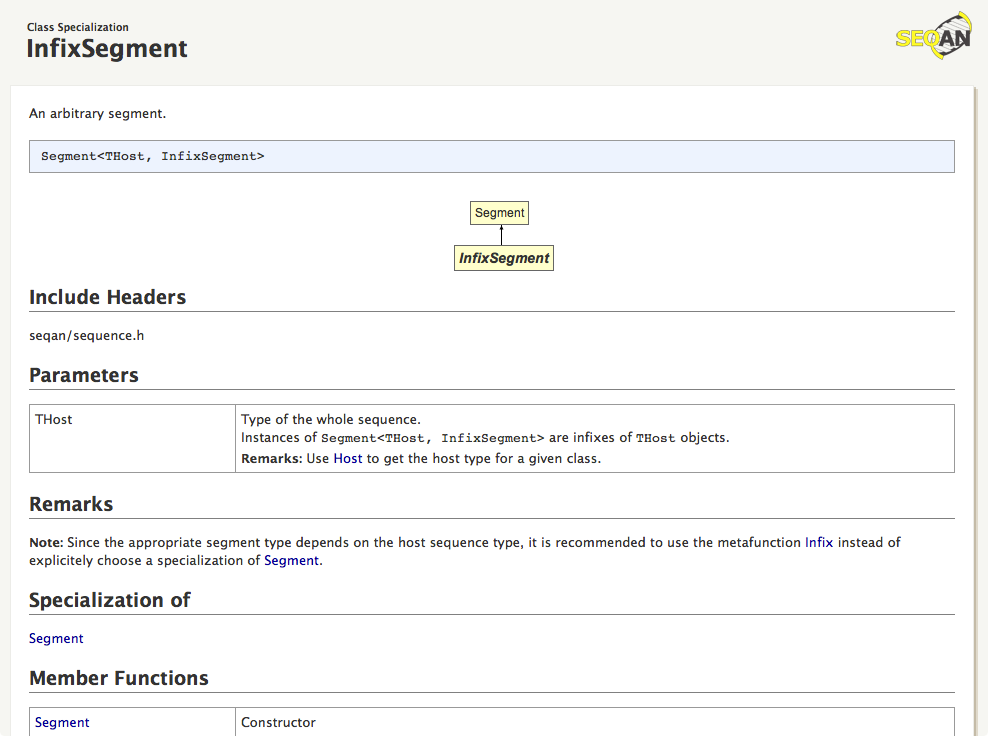 Class Specialization
InfixSegment
SEQAN
An arbitrary segment.
Segment<THost, InfixSegment>
Segment
InfixSegment
Include Headers
seqan/sequence.h
Parameters
THost
Type of the whole sequence.
Instances of Segment<THost, InfixSegment> are infixes of THost objects.
Remarks: Use Host to get the host type for a given class.
Remarks
Note: Since the appropriate segment type depends on the host sequence type, it is recommended to use the metafunction Infix instead of
explicitly choose a specialization of Segment.
Specialization of
Segment
Member Functions
Segment
Constructor